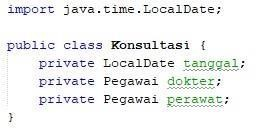 import java.time.LocalDate;
public class Konsultasi {
private LocalDate tanggal;
private Pegawai dokter;
private Pegawai perawat;
}